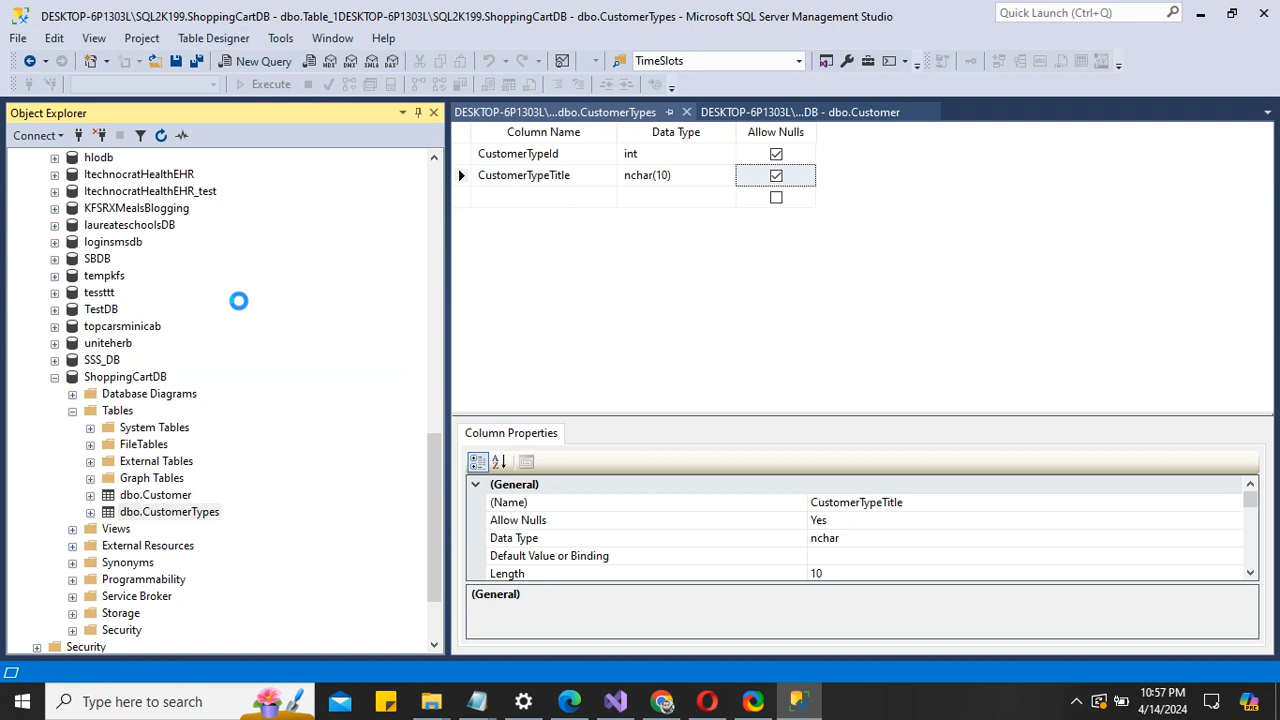 DESKTOP-6P1303L\SQL2K199.ShoppingCartDB - dbo.Table_1DESKTOP-6P1303L\SQL2K199.ShoppingCartDB - dbo.CustomerTypes - Microsoft SQL Server Management Studio
Quick Launch (Ctrl+Q)
File Edit View Project Table Designer Tools Window Help
New Query MDX DMX XMLA DAX TimeSlots
Execute
Object Explorer
DESKTOP-6P1303L\...dbo.CustomerTypes DESKTOP-6P1303L\...DB - dbo.Customer
Connect
Column Name Data Type Allow Nulls
CustomerTypeId int
CustomerTypeTitle nchar(10)
hlodb
ItechnocratHealthEHR
ItechnocratHealthEHR_test
KFSRXMealsBlogging
laureateschoolsDB
loginsmsdb
SBDB
tempkfs
tessttt
TestDB
topcarsminicab
uniteherb
SSS_DB
ShoppingCartDB
Database Diagrams
Tables
System Tables
FileTables
External Tables
Graph Tables
dbo.Customer
dbo.CustomerTypes
Views
External Resources
Synonyms
Programmability
Service Broker
Storage
Security
Security
Column Properties
(General)
(Name) CustomerTypeTitle
Allow Nulls Yes
Data Type nchar
Default Value or Binding
Length 10
(General)
Type here to search
10:57 PM
4/14/2024
PRE